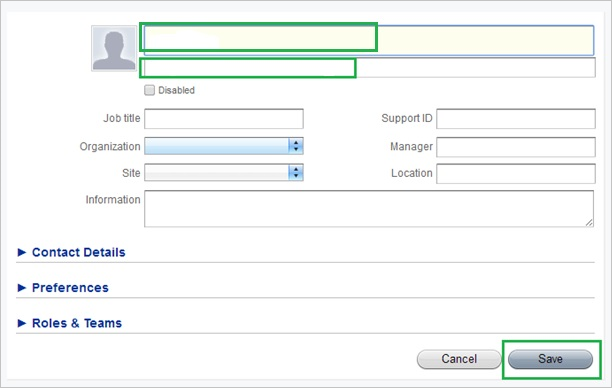 Disabled
Job title
Support ID
Organization
Manager
Site
Location
Information
► Contact Details
► Preferences
► Roles & Teams
Cancel
Save